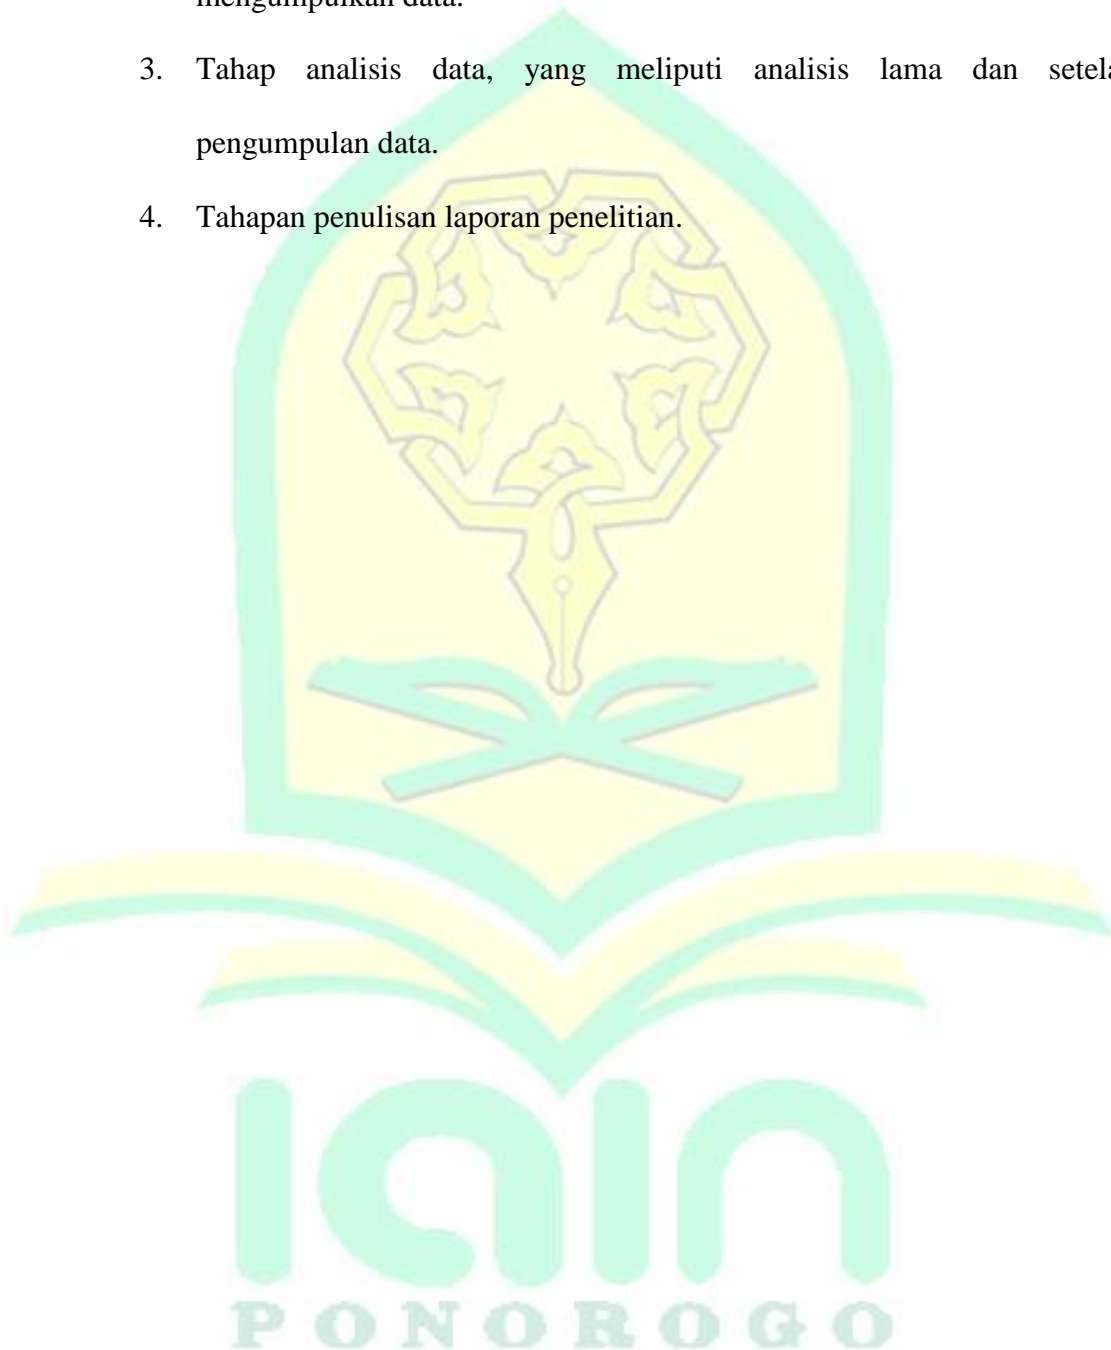 mengumpulkan data.
3. Tahap analisis data, yang meliputi analisis lama dan setela
pengumpulan data.
4. Tahapan penulisan laporan penelitian.
iain
PONOROGO